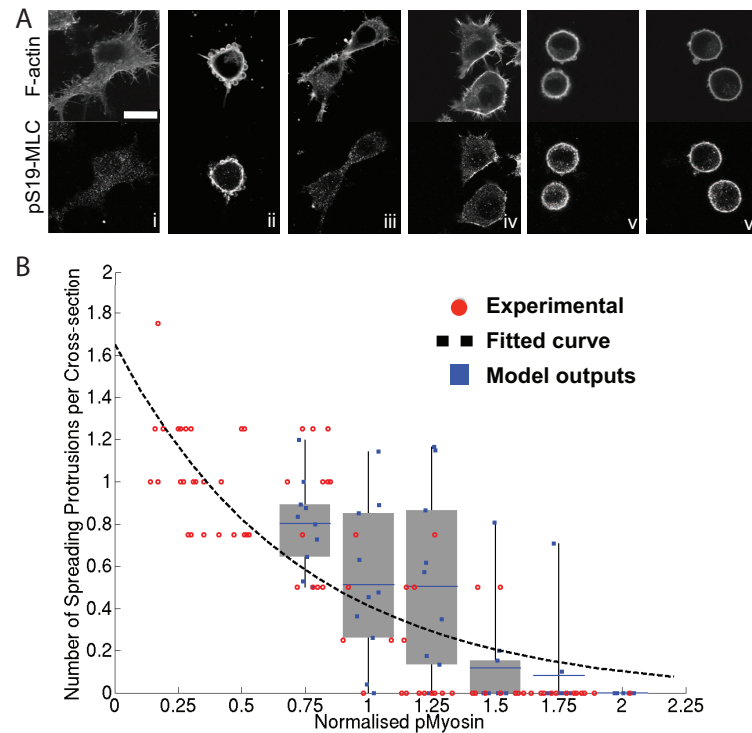 A
F-actin
pS19-MLC
i
ii
iii
iv
v
v
B
Number of Spreading Protrusions per Cross-section
2
1.8
1.6
1.4
1.2
1
0.8
0.6
0.4
0.2
0
Experimental
Fitted curve
Model outputs
0 0.25 0.5 0.75 1 1.25 1.5 1.75 2 2.25
Normalised pMyosin